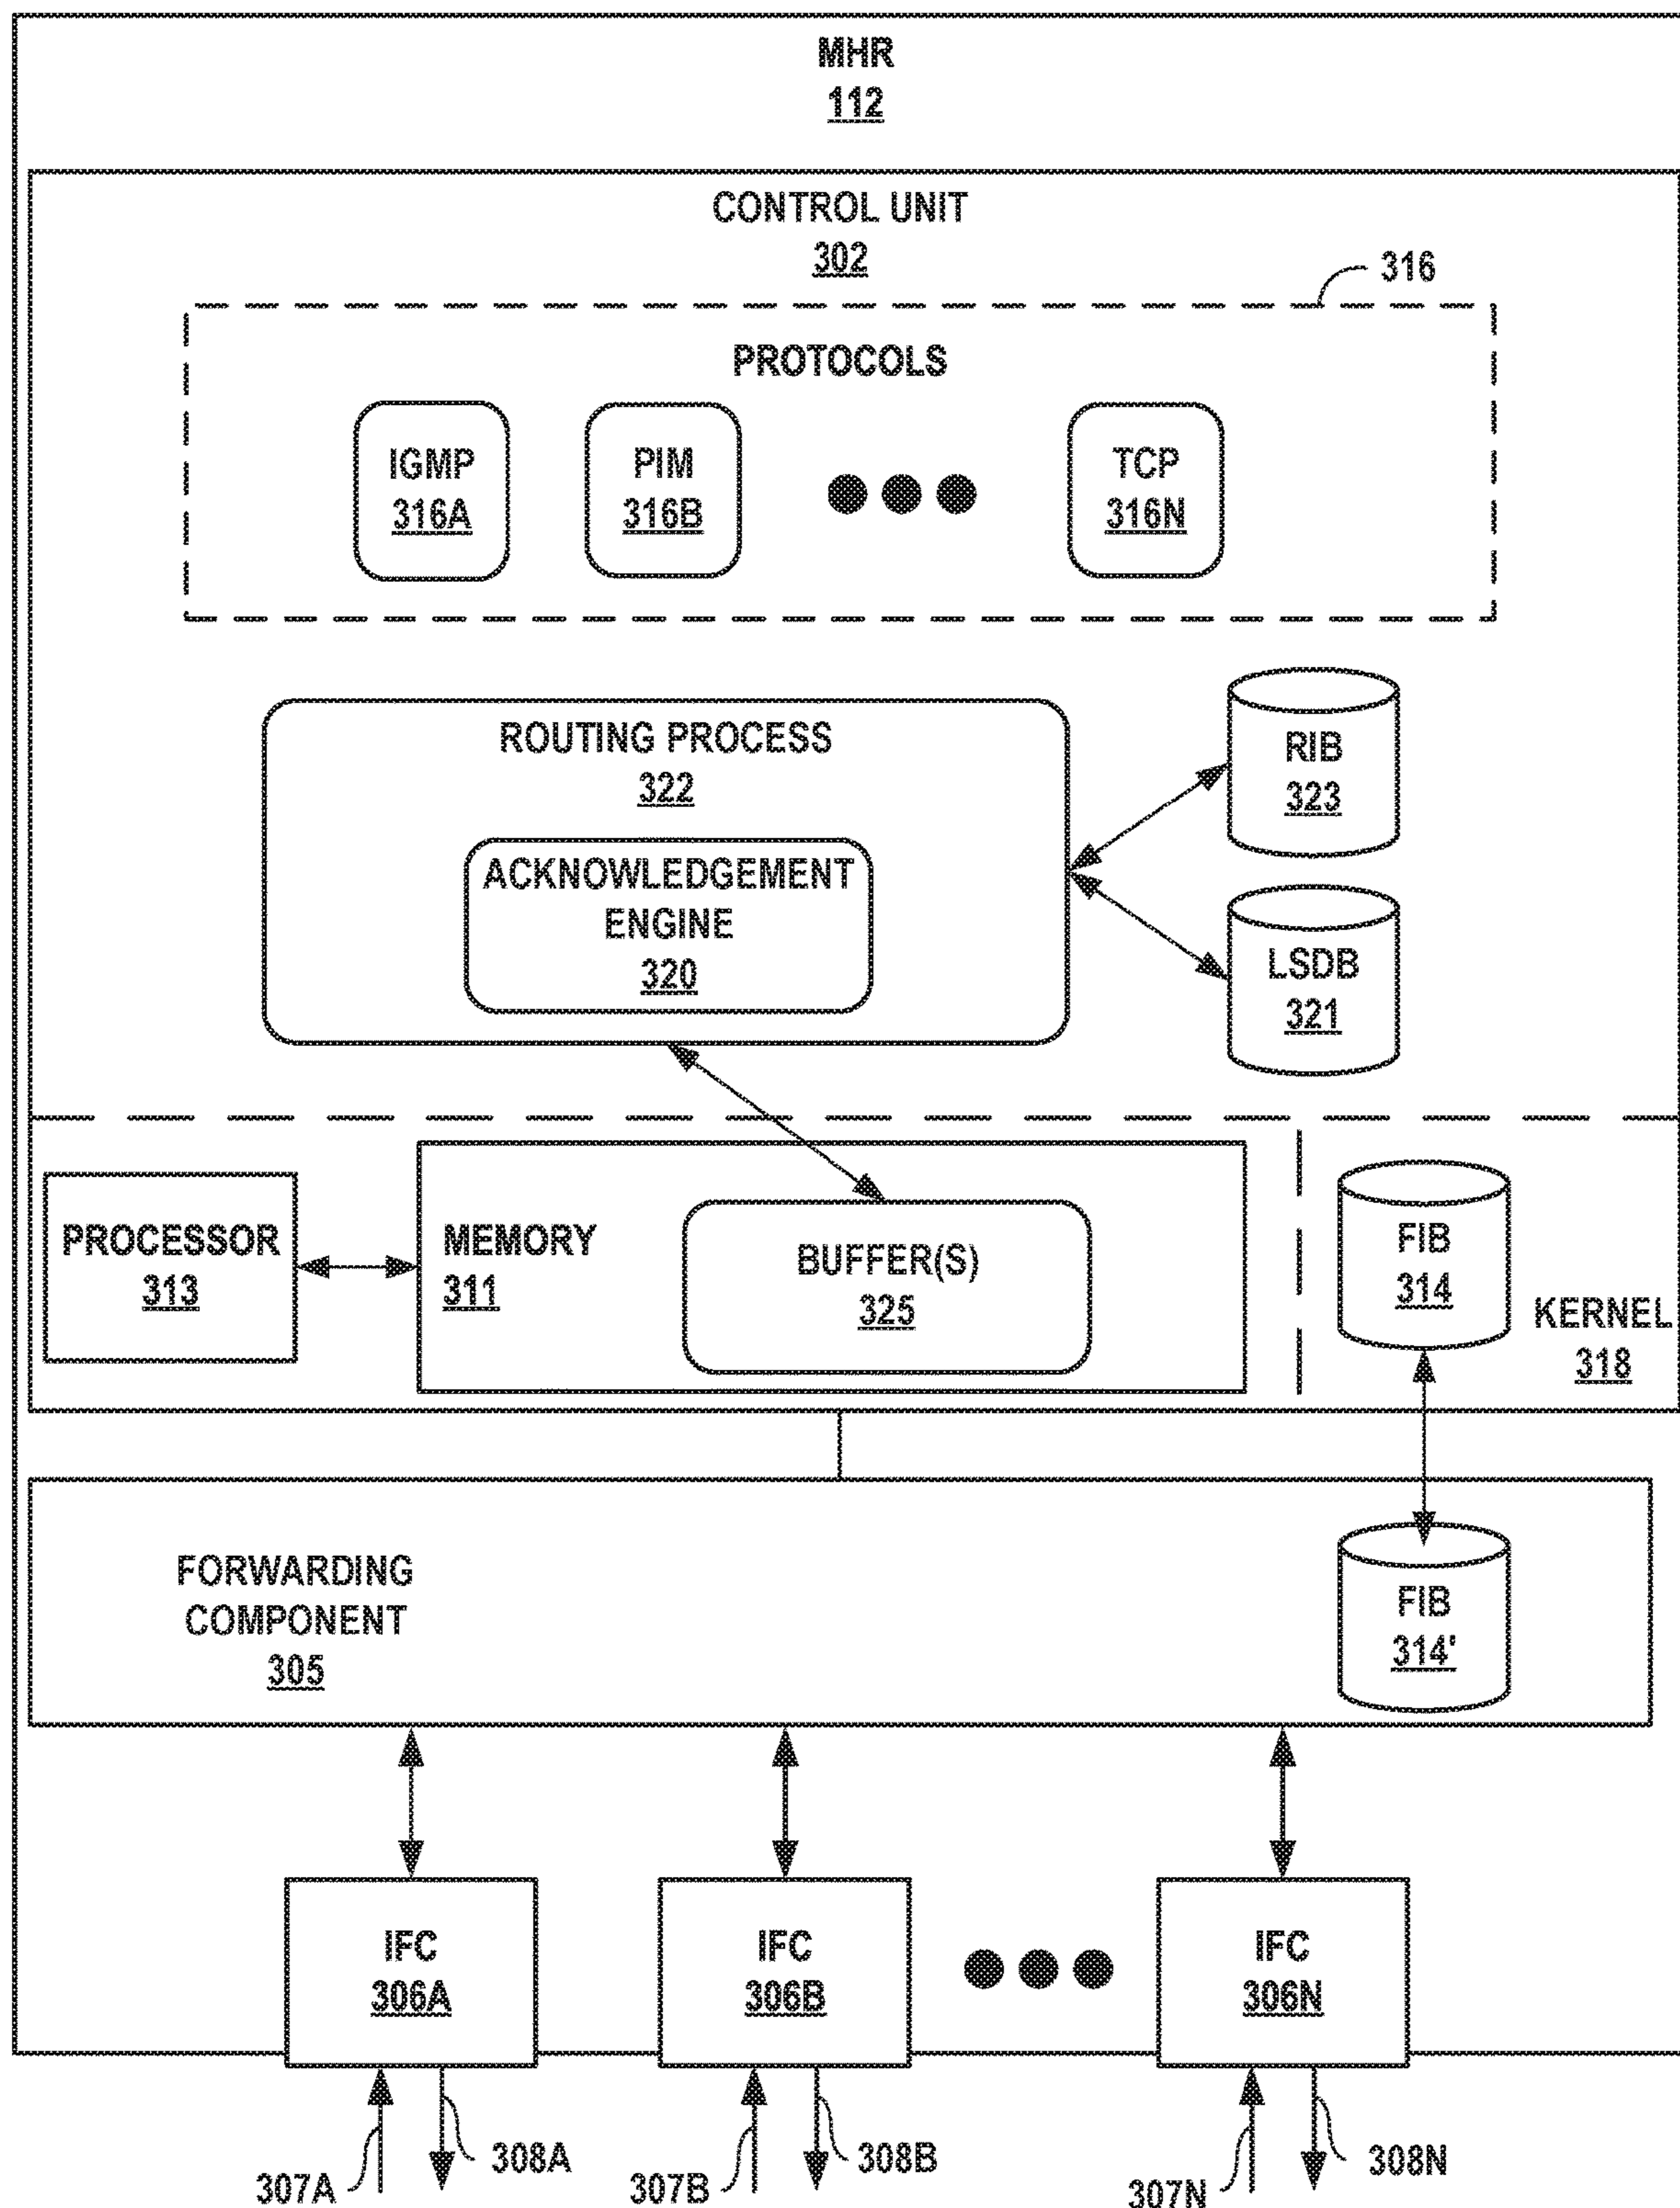 MHR
112
CONTROL UNIT
302
316
PROTOCOLS
IGMP
316A
PIM
316B
TCP
316N
ROUTING PROCESS
322
ACKNOWLEDGEMENT
ENGINE
320
RIB
323
LSDB
321
PROCESSOR
313
MEMORY
311
BUFFER(S)
325
FIB
314
KERNEL
318
FORWARDING
COMPONENT
305
FIB
314'
IFC
306A
IFC
306B
IFC
306N
307A
308A
307B
308B
307N
308N